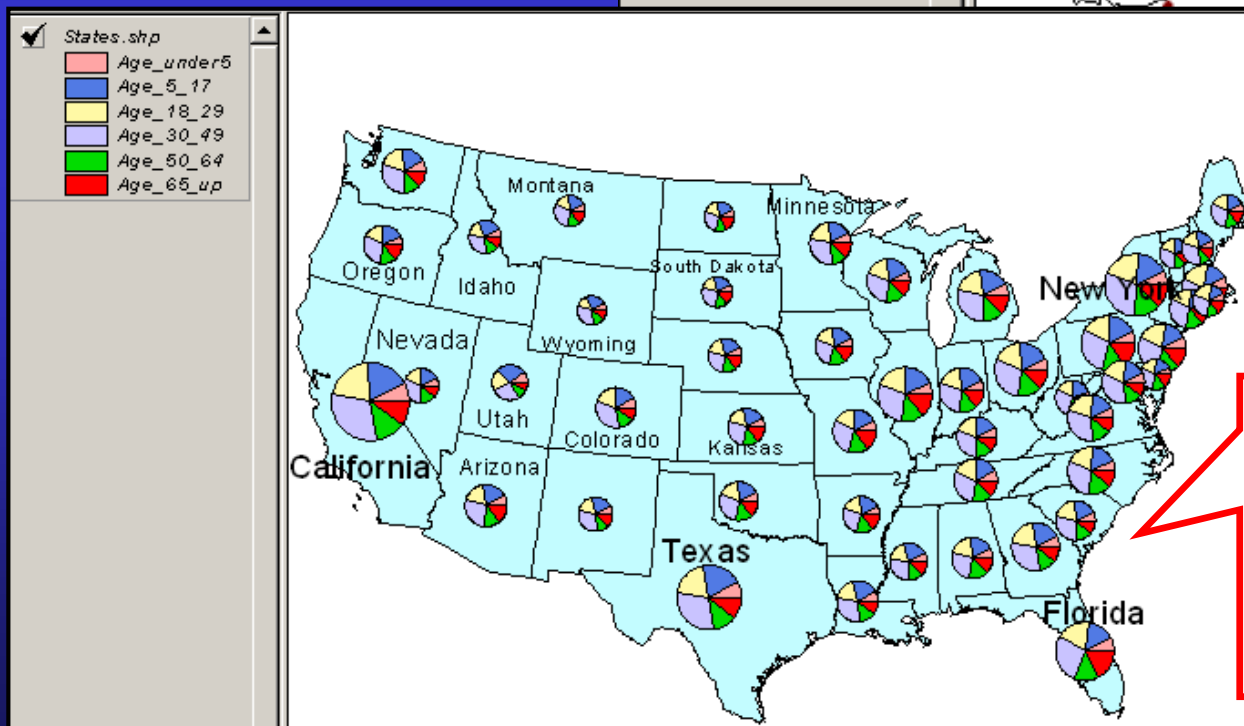 States.shp
Age_under5
Age_5_17
Age_18_29
Age_30_49
Age_50_64
Age_65_up
Montana
Minnesota
Oregon
Idaho
South Dakota
New York
Nevada
Wyoming
Utah
Colorado
Kansas
California
Arizona
Texas
Florida